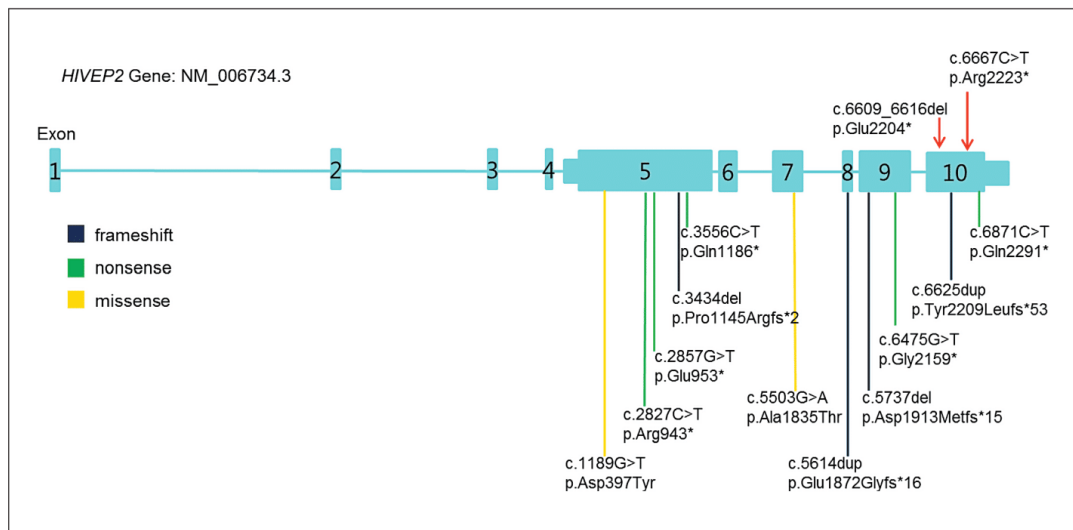 HIVEP2 Gene: NM_006734.3
c.6667C>T
p.Arg2223*
c.6609_6616del
p.Glu2204*
Exon
1
2
3
4
5
6
7
8
9
10
frameshift
nonsense
missense
c.3556C>T
p.Gln1186*
c.6871C>T
p.Gln2291*
c.3434del
p.Pro1145Argfs*2
c.6625dup
p.Tyr2209Leufs*53
c.2857G>T
p.Glu953*
c.6475G>T
p.Gly2159*
c.2827C>T
p.Arg943*
c.5503G>A
p.Ala1835Thr
c.5737del
p.Asp1913Metfs*15
c.1189G>T
p.Asp397Tyr
c.5614dup
p.Glu1872Glyfs*16